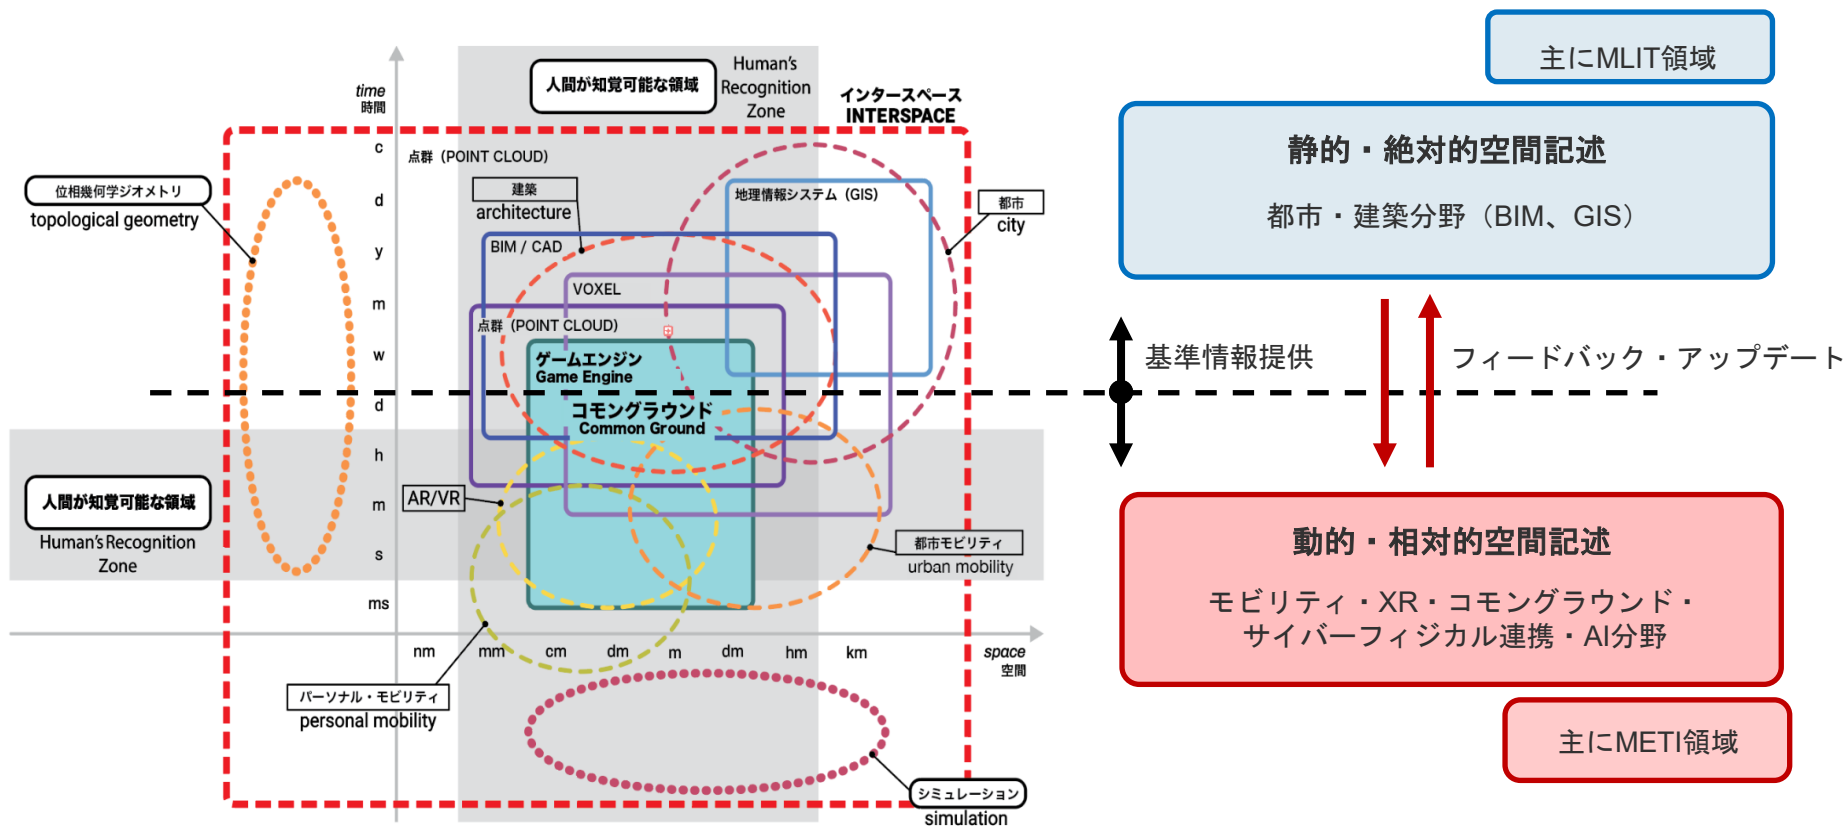 主にMLIT領域
人間が知覚可能な領域
Human's
Recognition
Zone
time
時間
インタースペース
INTERSPACE
静的・絶対的空間記述
都市・建築分野（BIM、GIS）
c
点群（POINT CLOUD）
位相幾何学ジオメトリ
topological geometry
d
建築
architecture
地理情報システム（GIS）
都市
city
y
BIM / CAD
m
VOXEL
点群（POINT CLOUD）
w
ゲームエンジン
Game Engine
基準情報提供
フィードバック・アップデート
d
コモングラウンド
Common Ground
h
人間が知覚可能な領域
Human's Recognition
Zone
AR/VR
m
s
都市モビリティ
urban mobility
動的・相対的空間記述
モビリティ・XR・コモングラウンド・
サイバーフィジカル連携・AI分野
ms
nm
mm
cm
dm
m
dm
hm
km
space
空間
パーソナル・モビリティ
personal mobility
主にMETI領域
シミュレーション
simulation